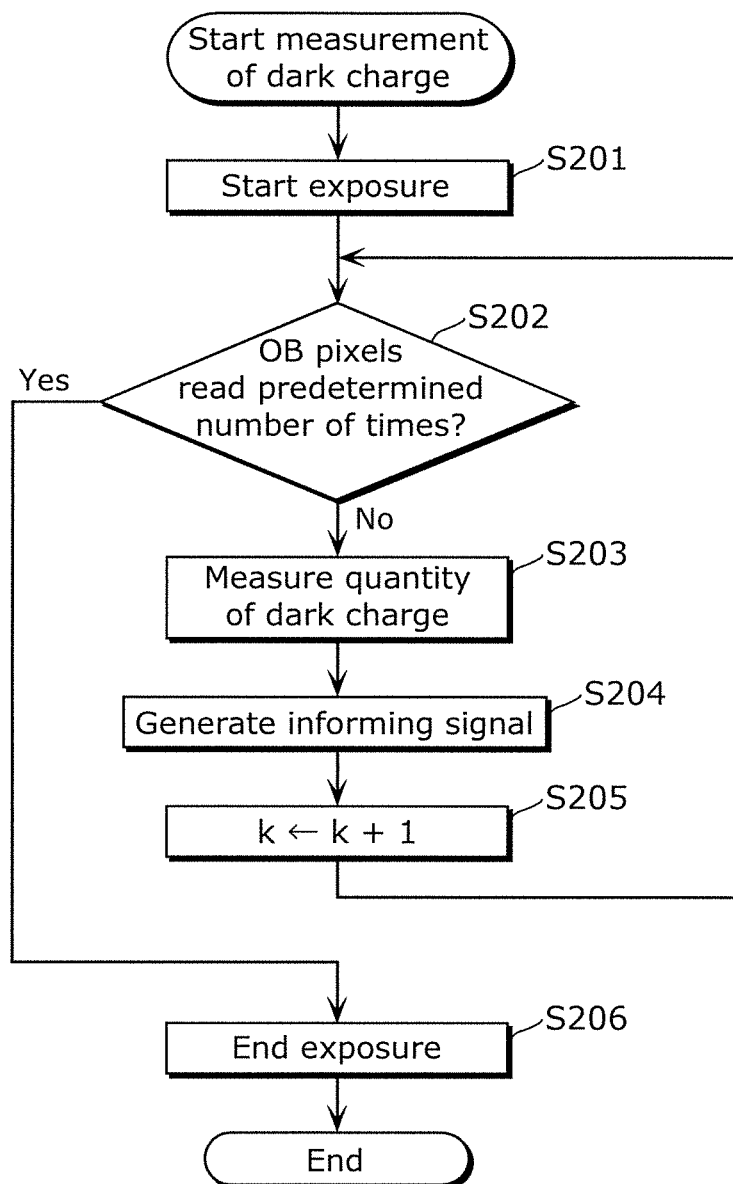 Start measurement
of dark charge
S201
Start exposure
S202
OB pixels
read predetermined
number of times?
Yes
No
S203
Measure quantity
of dark charge
S204
Generate informing signal
S205
k ← k + 1
S206
End exposure
End